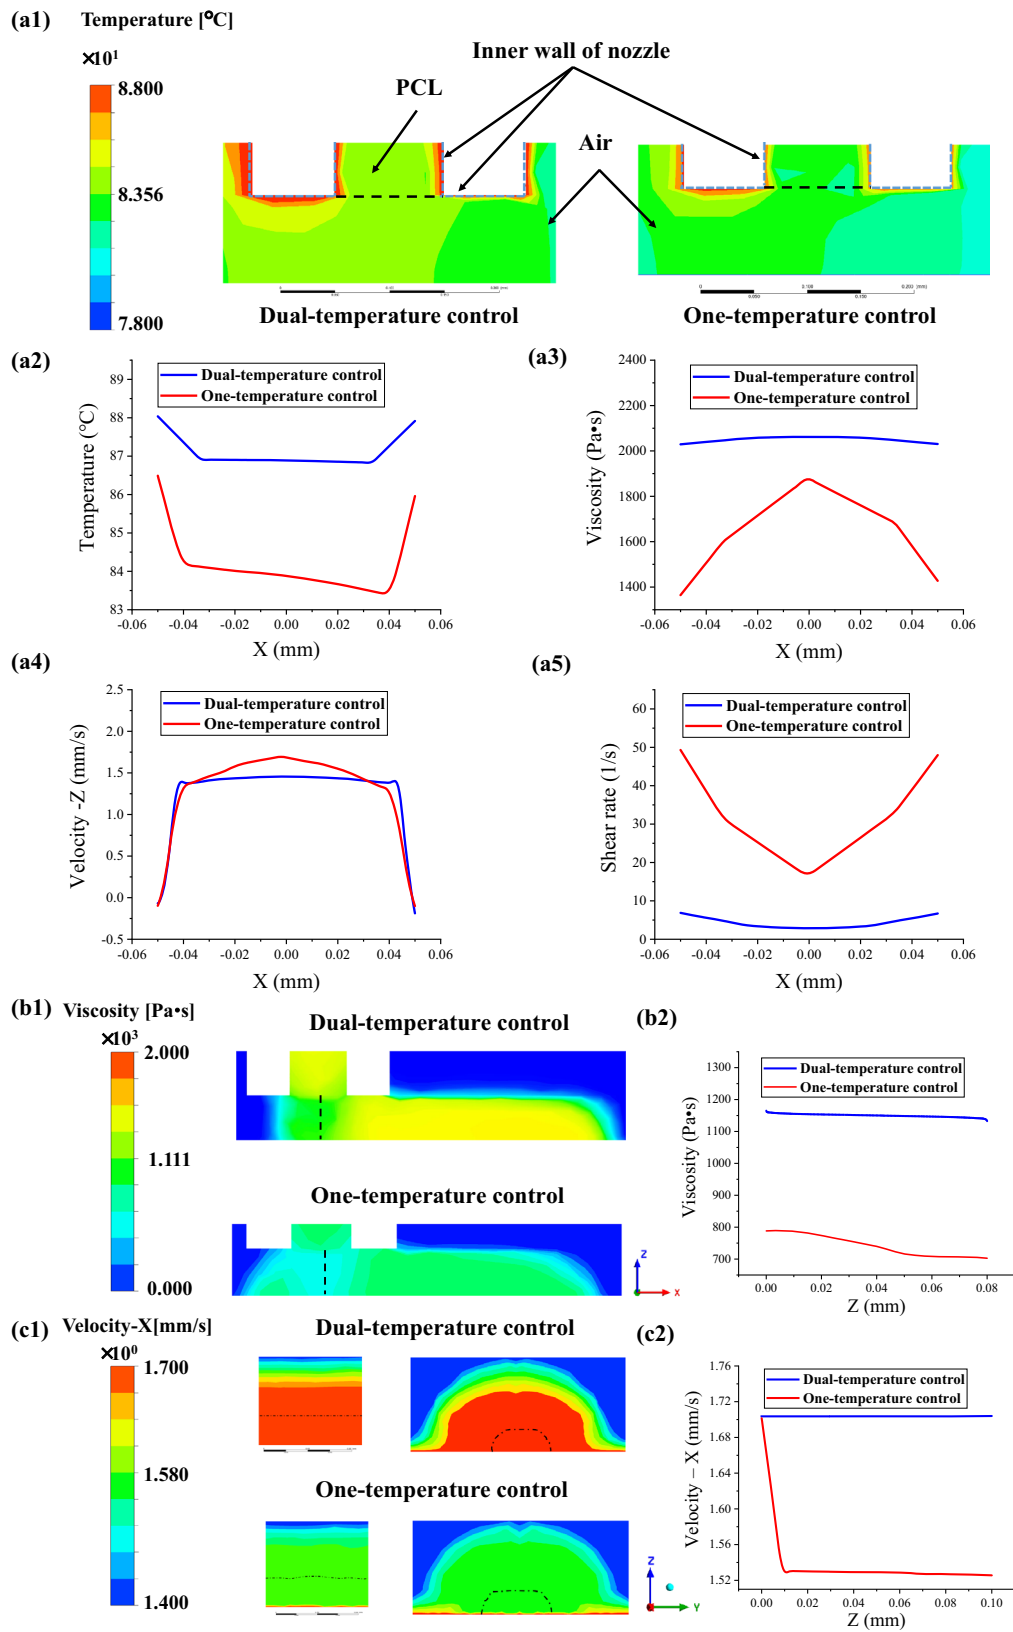 (a1) Temperature [°C]
×10¹
8.800
8.356
7.800
Inner wall of nozzle
PCL
Air
Dual-temperature control
One-temperature control
0.050
0.100
0.150
0.200 (mm)
(a2)
Dual-temperature control
One-temperature control
Temperature (°C)
89
88
87
86
85
84
83
-0.06 -0.04 -0.02 0.00 0.02 0.04 0.06
X (mm)
(a3)
Dual-temperature control
One-temperature control
Viscosity (Pa•s)
2400
2200
2000
1800
1600
1400
-0.06 -0.04 -0.02 0.00 0.02 0.04 0.06
X (mm)
(a4)
Dual-temperature control
One-temperature control
Velocity -Z (mm/s)
2.5
2.0
1.5
1.0
0.5
0.0
-0.5
-0.06 -0.04 -0.02 0.00 0.02 0.04 0.06
X (mm)
(a5)
Dual-temperature control
One-temperature control
Shear rate (1/s)
60
50
40
30
20
10
0
-0.06 -0.04 -0.02 0.00 0.02 0.04 0.06
X (mm)
(b1) Viscosity [Pa•s]
×10³
2.000
1.111
0.000
Dual-temperature control
One-temperature control
Z
X
(b2)
Dual-temperature control
One-temperature control
Viscosity (Pa•s)
1300
1200
1100
1000
900
800
700
0.00 0.02 0.04 0.06 0.08
Z (mm)
(c1) Velocity-X[mm/s]
×10⁰
1.700
1.580
1.400
Dual-temperature control
One-temperature control
Z
Y
(c2)
Dual-temperature control
One-temperature control
Velocity – X (mm/s)
1.76
1.72
1.68
1.64
1.60
1.56
1.52
0.00 0.02 0.04 0.06 0.08 0.10
Z (mm)